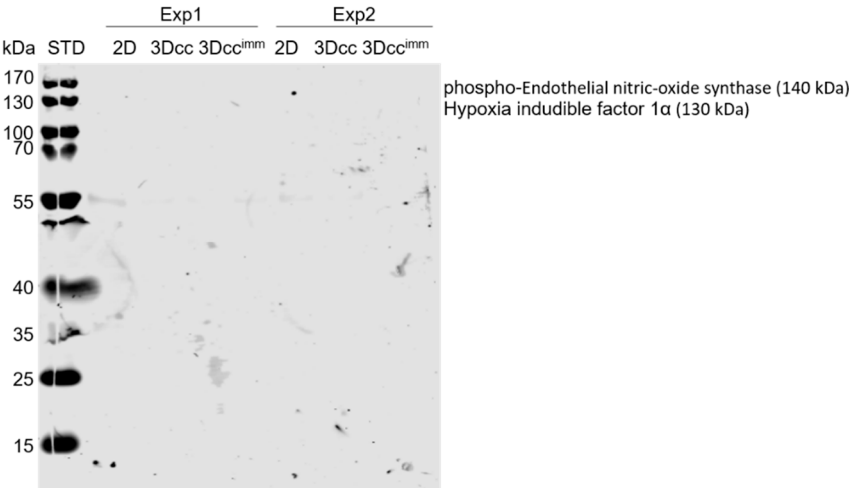 Exp1 Exp2
kDa STD 2D 3Dcc 3Dccimm 2D 3Dcc 3Dccimm
170
phospho-Endothelial nitric-oxide synthase (140 kDa)
130
Hypoxia indudible factor 1α (130 kDa)
100
70
55
40
35
25
15